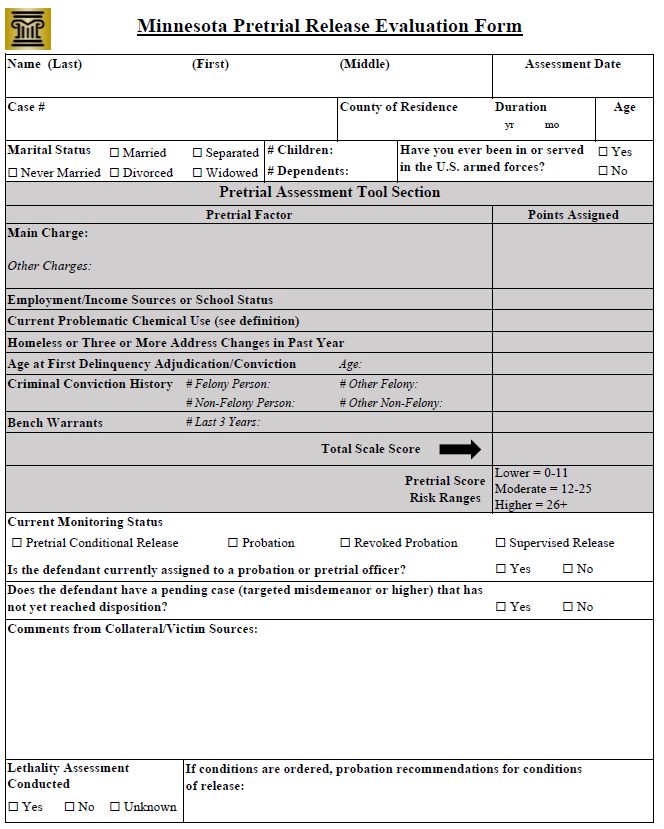 Minnesota Pretrial Release Evaluation Form
Name (Last) (First) (Middle) Assessment Date
Case # County of Residence Duration Age
yr mo
Marital Status ☐ Married ☐ Separated # Children: Have you ever been in or served ☐ Yes
☐ Never Married ☐ Divorced ☐ Widowed # Dependents: in the U.S. armed forces? ☐ No
Pretrial Assessment Tool Section
Pretrial Factor Points Assigned
Main Charge:
Other Charges:
Employment/Income Sources or School Status
Current Problematic Chemical Use (see definition)
Homeless or Three or More Address Changes in Past Year
Age at First Delinquency Adjudication/Conviction Age:
Criminal Conviction History # Felony Person: # Other Felony:
# Non-Felony Person: # Other Non-Felony:
Bench Warrants # Last 3 Years:
Total Scale Score
Pretrial Score Risk Ranges
Lower = 0-11
Moderate = 12-25
Higher = 26+
Current Monitoring Status
☐ Pretrial Conditional Release ☐ Probation ☐ Revoked Probation ☐ Supervised Release
Is the defendant currently assigned to a probation or pretrial officer? ☐ Yes ☐ No
Does the defendant have a pending case (targeted misdemeanor or higher) that has
not yet reached disposition? ☐ Yes ☐ No
Comments from Collateral/Victim Sources:
Lethality Assessment
Conducted
☐ Yes ☐ No ☐ Unknown
If conditions are ordered, probation recommendations for conditions
of release: